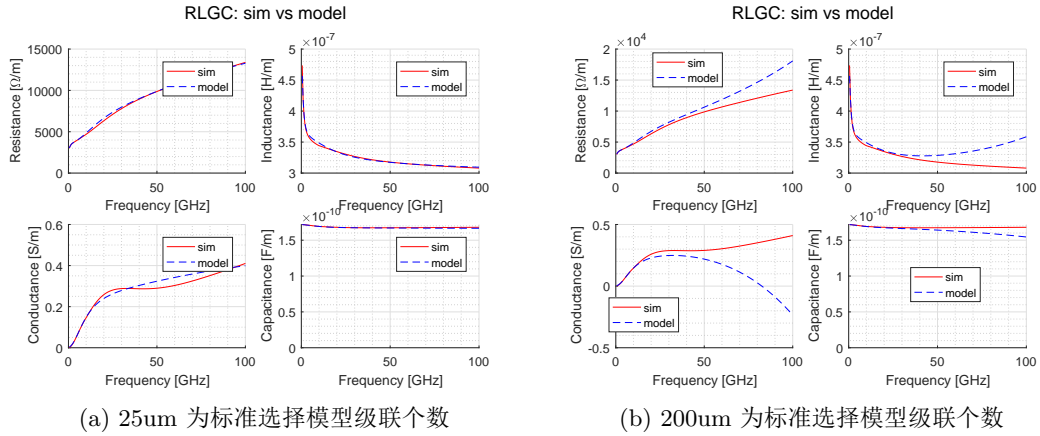 RLGC: sim vs model
15000
10000
5000
0
Resistance [Ω/m]
0 50 100
Frequency [GHz]
sim
model
×10⁻⁷
5
4.5
4
3.5
3
Inductance [H/m]
0 50 100
Frequency [GHz]
sim
model
0.6
0.4
0.2
0
Conductance [S/m]
0 50 100
Frequency [GHz]
sim
model
×10⁻¹⁰
1.5
1
0.5
0
Capacitance [F/m]
0 50 100
Frequency [GHz]
sim
model
(a) 25um 为标准选择模型级联个数
RLGC: sim vs model
×10⁴
2
1.5
1
0.5
0
Resistance [Ω/m]
0 50 100
Frequency [GHz]
sim
model
×10⁻⁷
5
4.5
4
3.5
3
Inductance [H/m]
0 50 100
Frequency [GHz]
sim
model
0.5
0
-0.5
Conductance [S/m]
0 50 100
Frequency [GHz]
sim
model
×10⁻¹⁰
1.5
1
0.5
0
Capacitance [F/m]
0 50 100
Frequency [GHz]
sim
model
(b) 200um 为标准选择模型级联个数